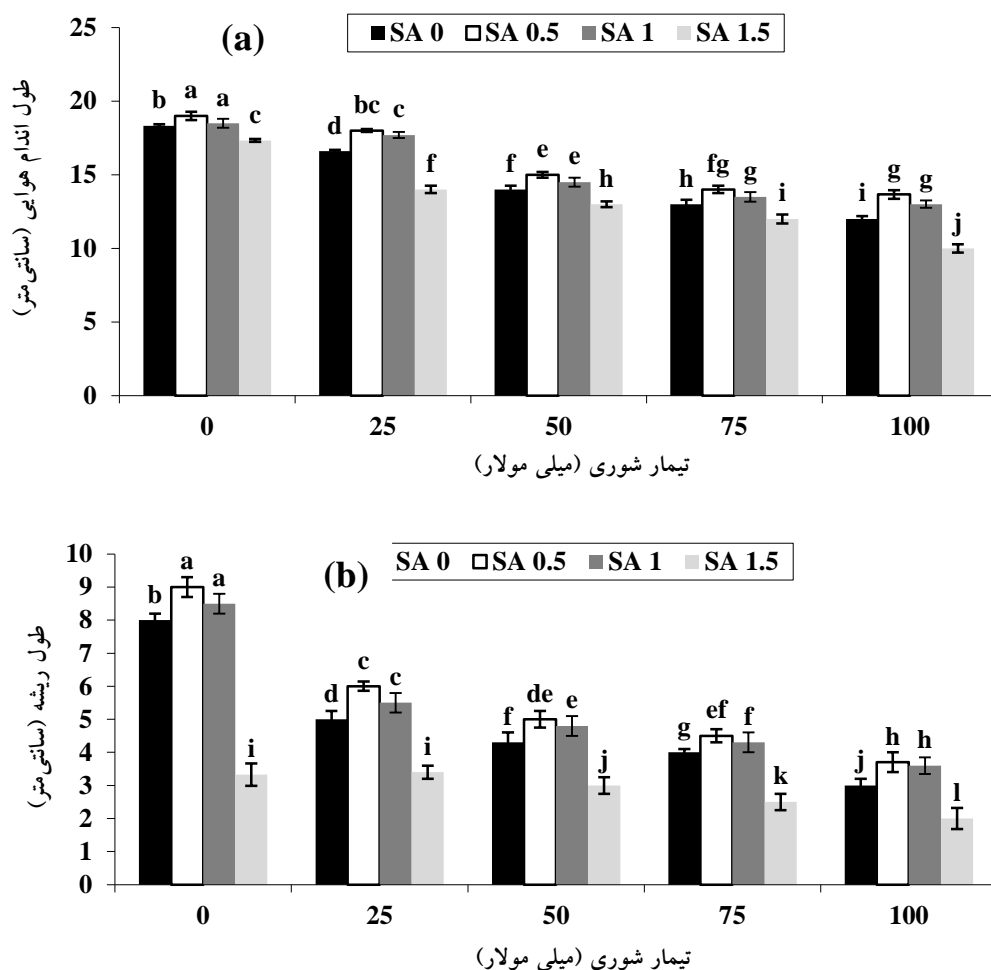 (a)
SA 0 SA 0.5 SA 1 SA 1.5
25
20
15
10
5
0
طول اندام هوایی (سانتی‌متر)
b a a c
d bc c f
f e e h
h fg g i
i g g j
0 25 50 75 100
تیمار شوری (میلی مولار)
(b)
SA 0 SA 0.5 SA 1 SA 1.5
10
9
8
7
6
5
4
3
2
1
0
طول ریشه (سانتی‌متر)
b a a i
d c c i
f de e j
g ef f k
j h h l
0 25 50 75 100
تیمار شوری (میلی مولار)